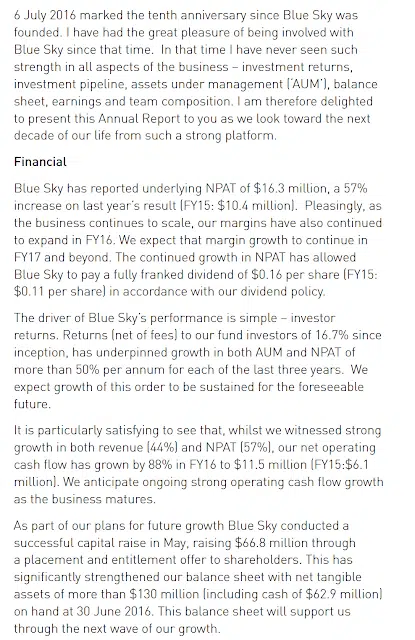 6 July 2016 marked the tenth anniversary since Blue Sky was
founded. I have had the great pleasure of being involved with
Blue Sky since that time.  In that time I have never seen such
strength in all aspects of the business – investment returns,
investment pipeline, assets under management (‘AUM’), balance
sheet, earnings and team composition. I am therefore delighted
to present this Annual Report to you as we look toward the next
decade of our life from such a strong platform.
Financial
Blue Sky has reported underlying NPAT of $16.3 million, a 57%
increase on last year’s result (FY15: $10.4 million).  Pleasingly, as
the business continues to scale, our margins have also continued
to expand in FY16. We expect that margin growth to continue in
FY17 and beyond. The continued growth in NPAT has allowed
Blue Sky to pay a fully franked dividend of $0.16 per share (FY15:
$0.11 per share) in accordance with our dividend policy.
The driver of Blue Sky’s performance is simple – investor
returns. Returns (net of fees) to our fund investors of 16.7% since
inception, has underpinned growth in both AUM and NPAT of
more than 50% per annum for each of the last three years.  We
expect growth of this order to be sustained for the foreseeable
future.
It is particularly satisfying to see that, whilst we witnessed strong
growth in both revenue (44%) and NPAT (57%), our net operating
cash flow has grown by 88% in FY16 to $11.5 million (FY15:$6.1
million). We anticipate ongoing strong operating cash flow growth
as the business matures.
As part of our plans for future growth Blue Sky conducted a
successful capital raise in May, raising $66.8 million through
a placement and entitlement offer to shareholders. This has
significantly strengthened our balance sheet with net tangible
assets of more than $130 million (including cash of $62.9 million)
on hand at 30 June 2016. This balance sheet will support us
through the next wave of our growth.